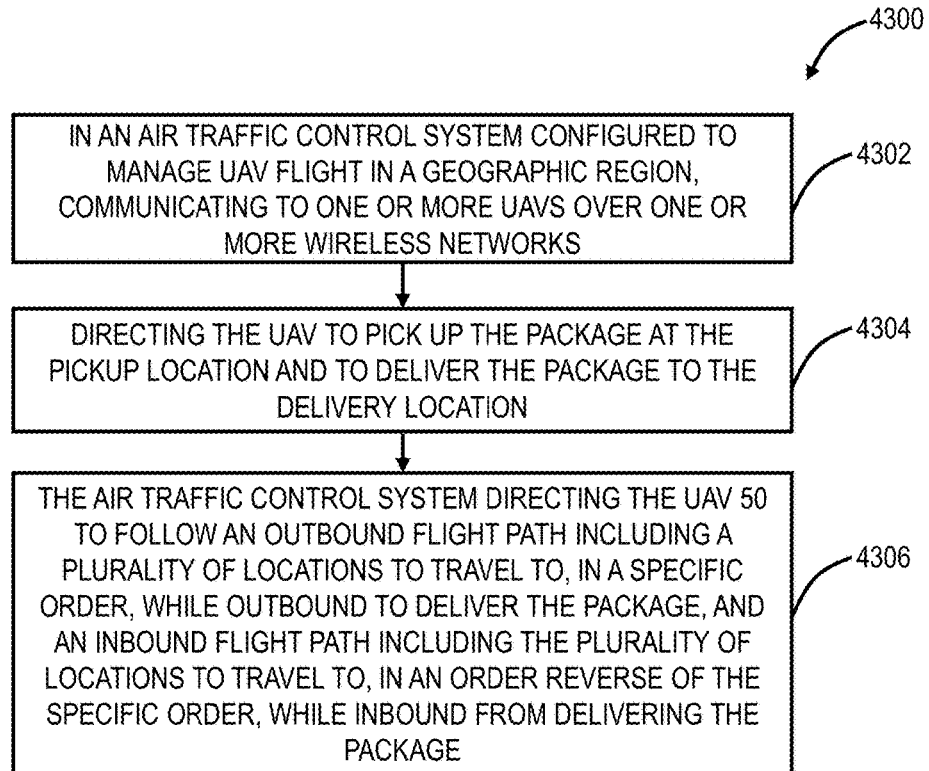 4300
IN AN AIR TRAFFIC CONTROL SYSTEM CONFIGURED TO
MANAGE UAV FLIGHT IN A GEOGRAPHIC REGION,
COMMUNICATING TO ONE OR MORE UAVS OVER ONE OR
MORE WIRELESS NETWORKS
4302
DIRECTING THE UAV TO PICK UP THE PACKAGE AT THE
PICKUP LOCATION AND TO DELIVER THE PACKAGE TO THE
DELIVERY LOCATION
4304
THE AIR TRAFFIC CONTROL SYSTEM DIRECTING THE UAV 50
TO FOLLOW AN OUTBOUND FLIGHT PATH INCLUDING A
PLURALITY OF LOCATIONS TO TRAVEL TO, IN A SPECIFIC
ORDER, WHILE OUTBOUND TO DELIVER THE PACKAGE, AND
AN INBOUND FLIGHT PATH INCLUDING THE PLURALITY OF
LOCATIONS TO TRAVEL TO, IN AN ORDER REVERSE OF THE
SPECIFIC ORDER, WHILE INBOUND FROM DELIVERING THE
PACKAGE
4306